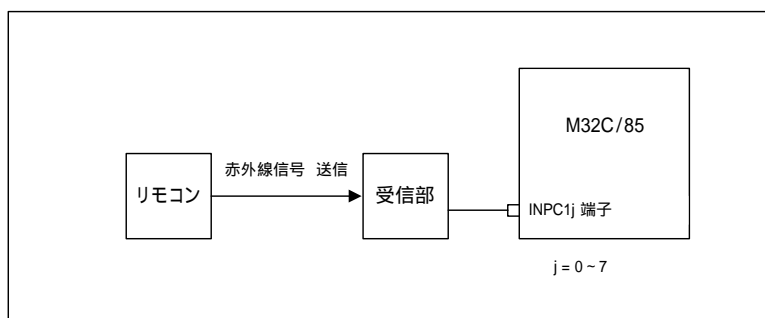 M32C/85
赤外線信号 送信
リモコン
受信部
INPC1j 端子
j = 0 ~ 7